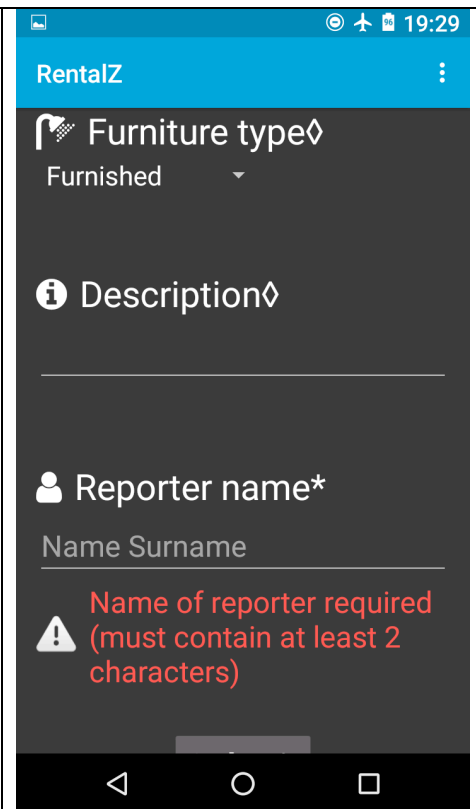 96 19:29
RentalZ
Furniture type◊
Furnished
Description◊
Reporter name*
Name Surname
Name of reporter required
(must contain at least 2
characters)